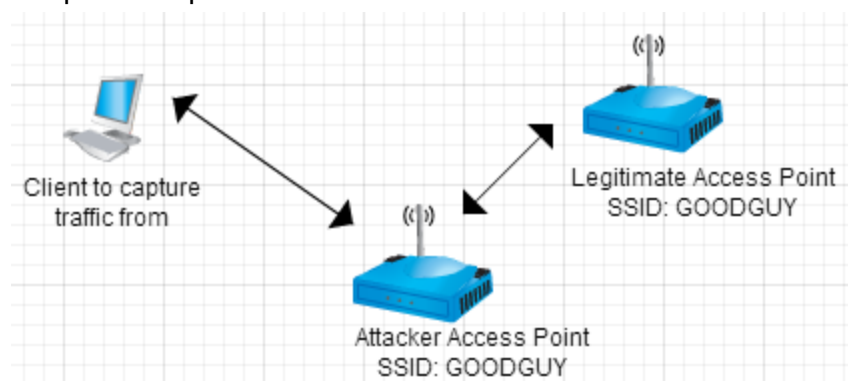 Client to capture
traffic from
Legitimate Access Point
SSID: GOODGUY
Attacker Access Point
SSID: GOODGUY